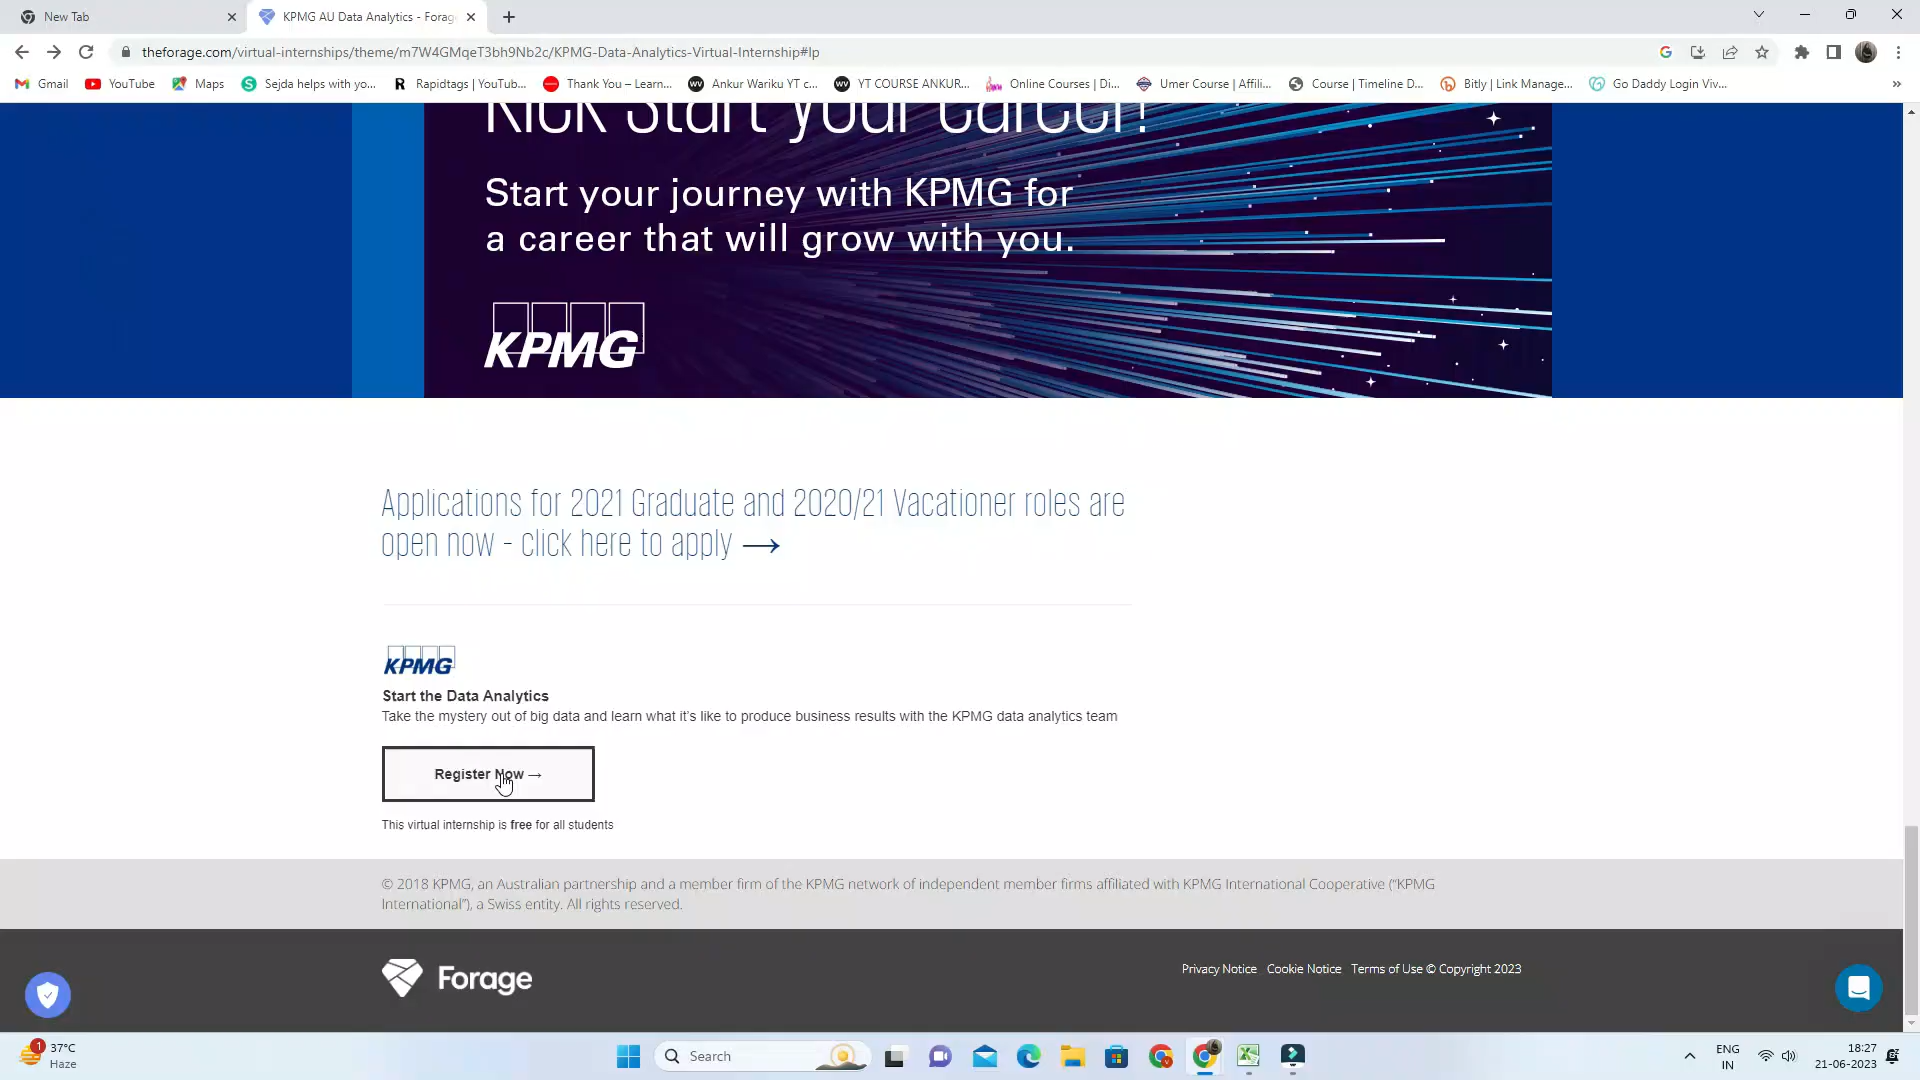 New Tab
KPMG AU Data Analytics - Forag
theforage.com/virtual-internships/theme/m7W4GMqeT3bh9Nb2c/KPMG-Data-Analytics-Virtual-Internship#lp
Gmail
YouTube
Maps
Sejda helps with yo...
Rapidtags | YouTub...
Thank You – Learn...
Ankur Wariku YT c...
YT COURSE ANKUR...
Online Courses | Di...
Umer Course | Affili...
Course | Timeline D...
Bitly | Link Manage...
Go Daddy Login Viv...
Kick Start your career!
Start your journey with KPMG for
a career that will grow with you.
KPMG
Applications for 2021 Graduate and 2020/21 Vacationer roles are
open now - click here to apply →
KPMG
Start the Data Analytics
Take the mystery out of big data and learn what it's like to produce business results with the KPMG data analytics team
Register Now →
This virtual internship is free for all students
© 2018 KPMG, an Australian partnership and a member firm of the KPMG network of independent member firms affiliated with KPMG International Cooperative ("KPMG
International"), a Swiss entity. All rights reserved.
Forage
Privacy Notice Cookie Notice Terms of Use © Copyright 2023
1
37°C
Haze
Search
ENG
IN
18:27
21-06-2023